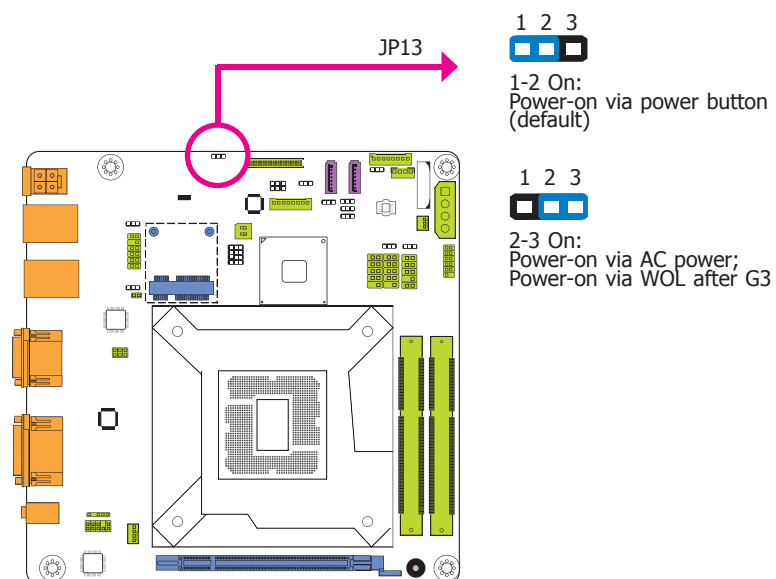 JP13
1 2 3
1-2 On:
Power-on via power button
(default)
1 2 3
2-3 On:
Power-on via AC power;
Power-on via WOL after G3